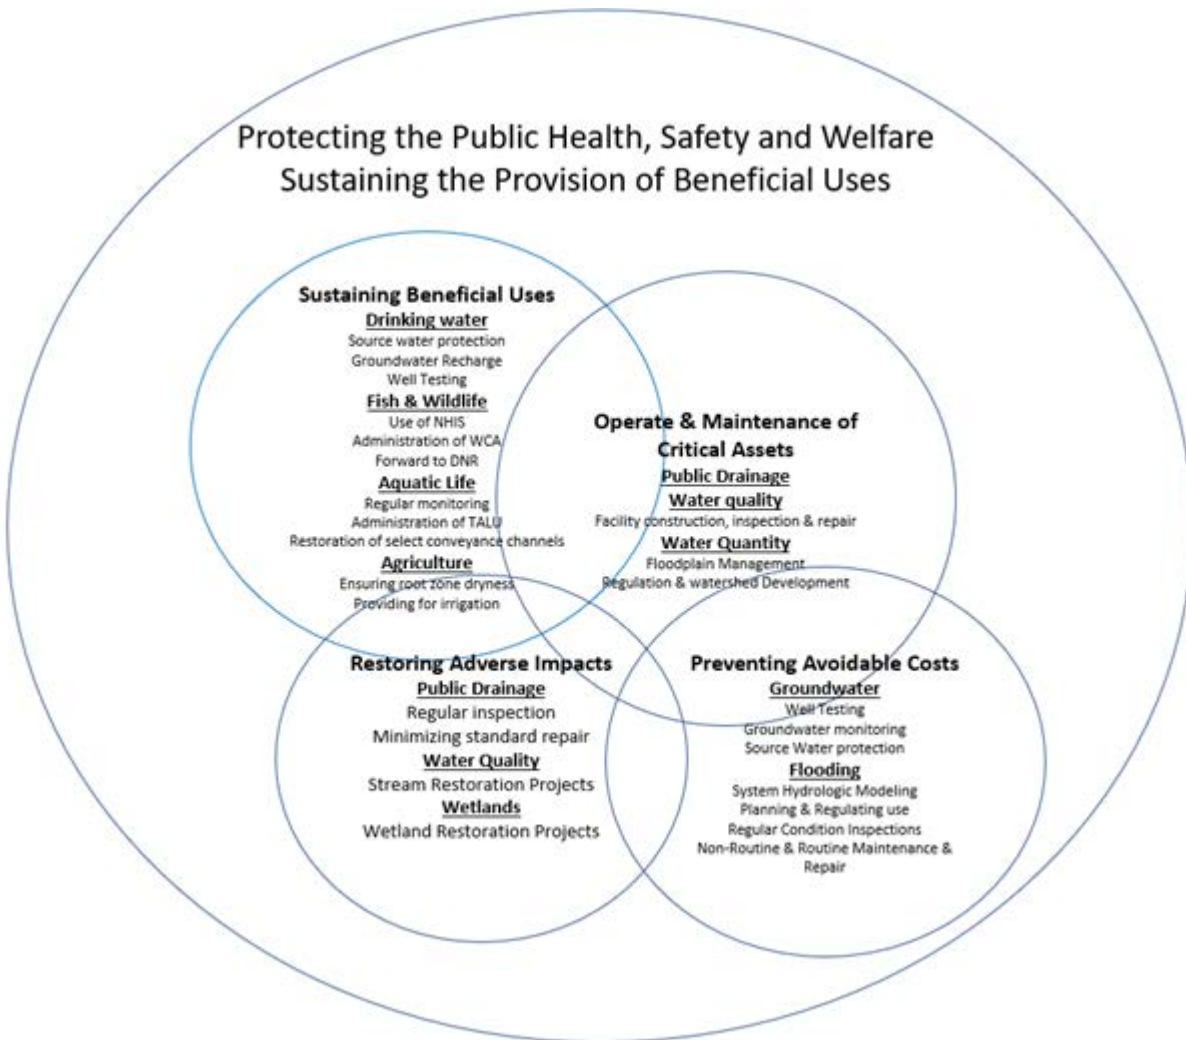 Protecting the Public Health, Safety and Welfare
Sustaining the Provision of Beneficial Uses
Sustaining Beneficial Uses
Drinking water
Source water protection
Groundwater Recharge
Well Testing
Fish & Wildlife
Use of NHIS
Administration of WCA
Forward to DNR
Aquatic Life
Regular monitoring
Administration of TALU
Restoration of select conveyance channels
Agriculture
Ensuring root zone dryness
Providing for irrigation
Operate & Maintenance of
Critical Assets
Public Drainage
Water quality
Facility construction, inspection & repair
Water Quantity
Floodplain Management
Regulation & watershed Development
Restoring Adverse Impacts
Public Drainage
Regular inspection
Minimizing standard repair
Water Quality
Stream Restoration Projects
Wetlands
Wetland Restoration Projects
Preventing Avoidable Costs
Groundwater
Well Testing
Groundwater monitoring
Source Water protection
Flooding
System Hydrologic Modeling
Planning & Regulating use
Regular Condition Inspections
Non-Routine & Routine Maintenance &
Repair